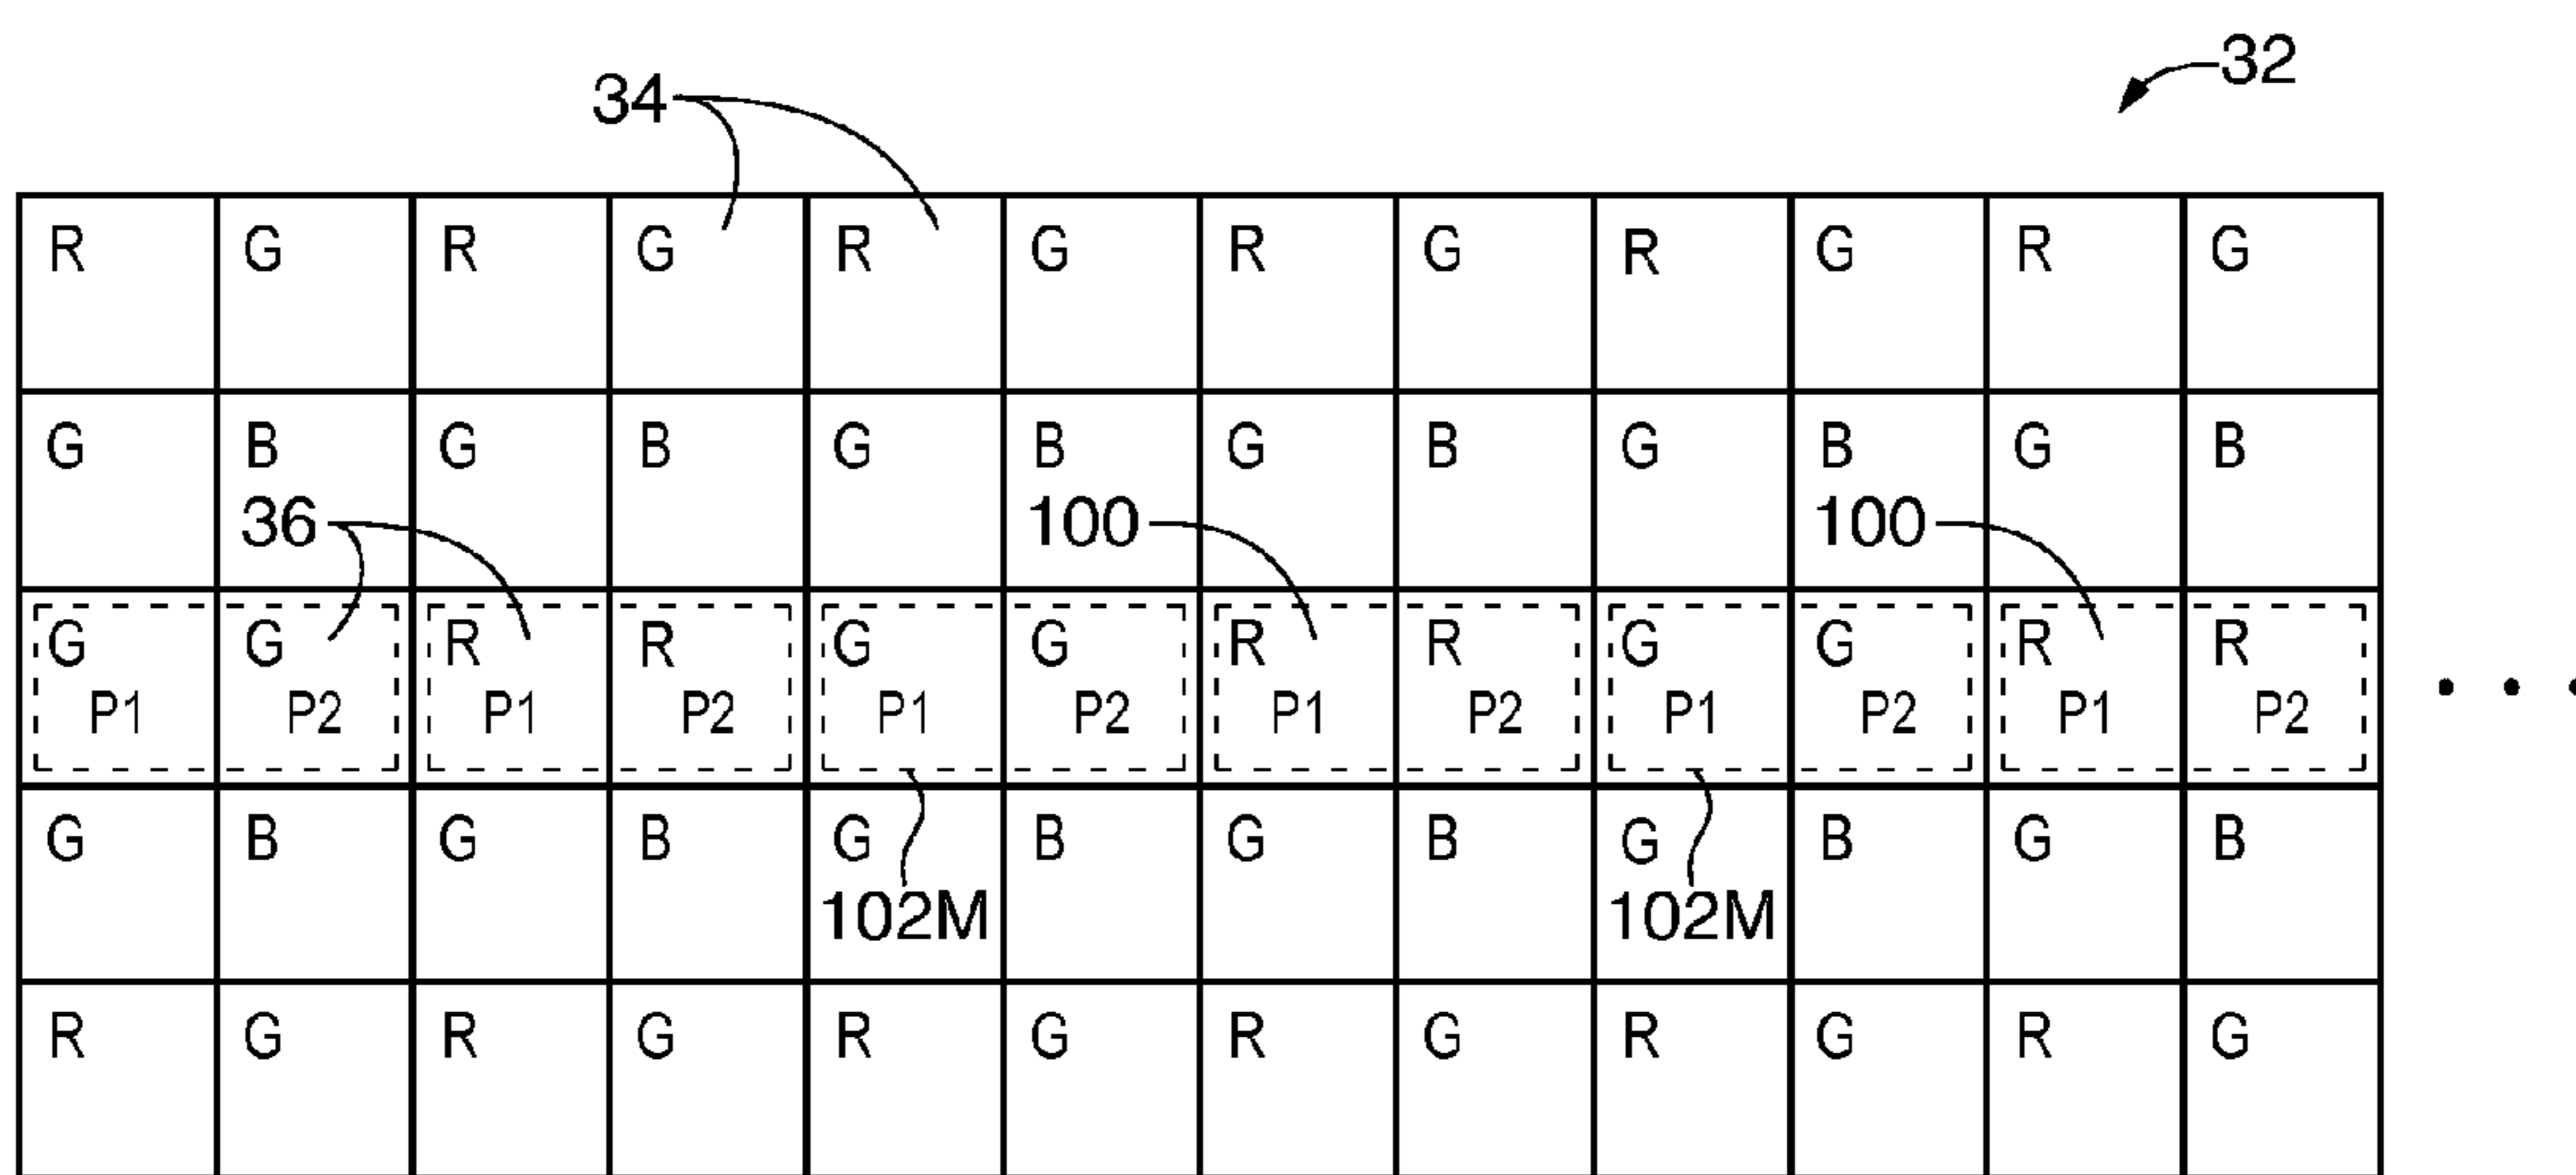 32
34
R G R G R G R G R G R G
G B G B G B G B G B G B
36 100 100
G G R R G G R R G G R R
P1 P2 P1 P2 P1 P2 P1 P2 P1 P2 P1 P2
G B G B G B G B G B G B
102M 102M
R G R G R G R G R G R G